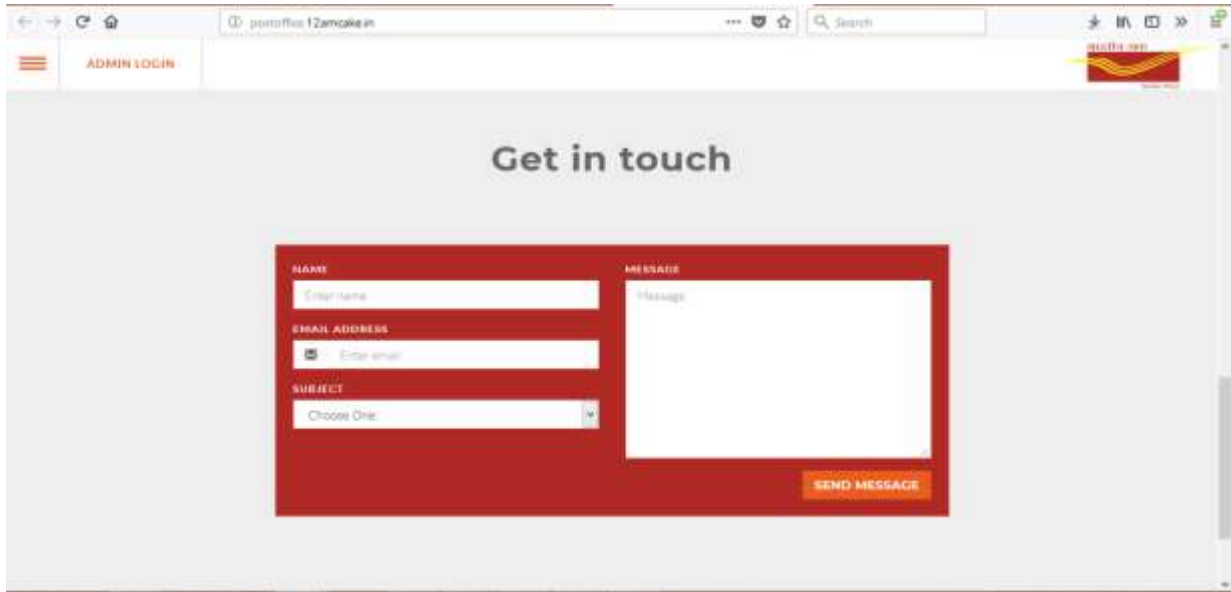 postoffice.12amcake.in
Search
ADMIN LOGIN
Get in touch
NAME
Enter name
EMAIL ADDRESS
Enter email
SUBJECT
Choose One:
MESSAGE
Message
SEND MESSAGE